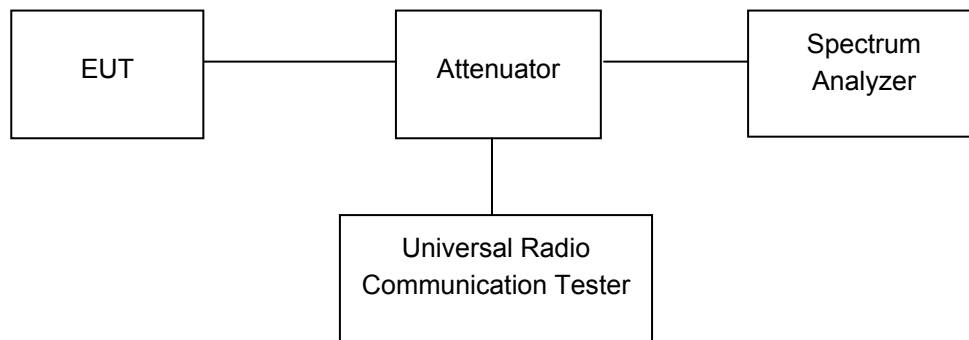 EUT
Attenuator
Spectrum
Analyzer
Universal Radio
Communication Tester